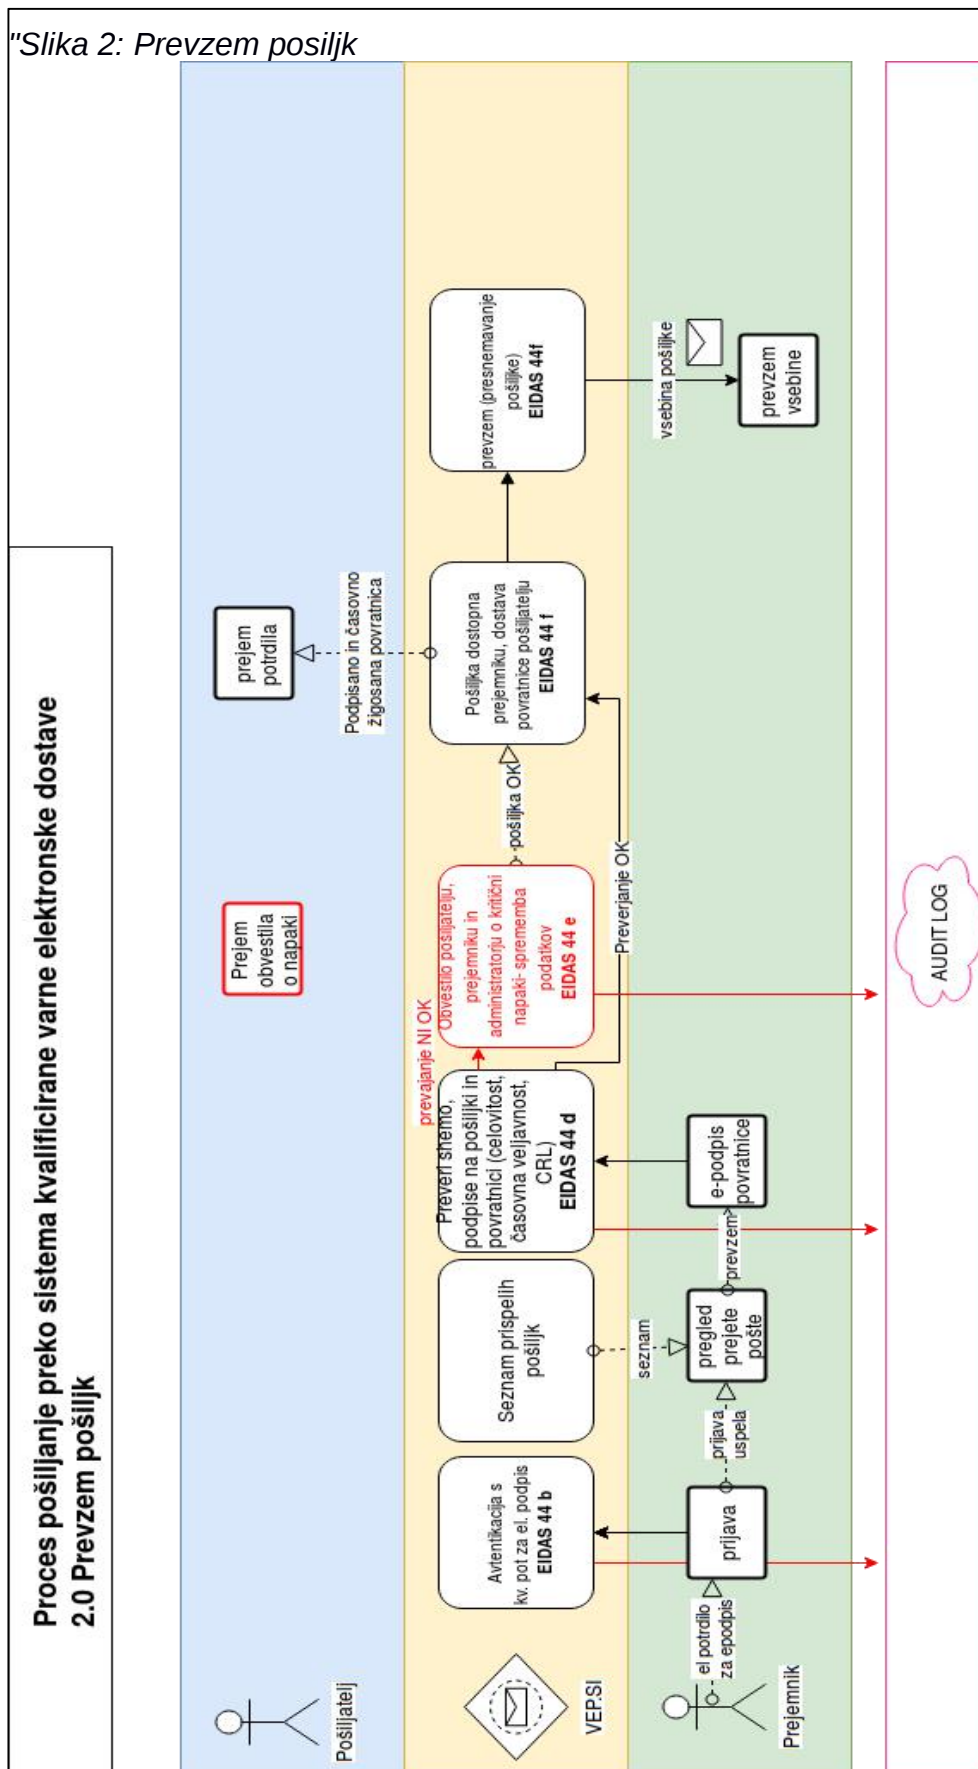 "Slika 2: Prevzem posiljk
Proces pošiljanje preko sistema kvalificirane varne elektronske dostave
2.0 Prevzem pošiljk
Pošiljatelj
Prejem
obvestila
o napaki
prejem
potrdila
Podpisano in časovno
žigosana povratnica
VEP.SI
Avtentikacija s
kv. pot za el. podpis
EIDAS 44 b
Seznam prispelih
pošiljk
Preveri shemo,
podpise na pošiljki in
povratnici (celovitost,
časovna veljavnost,
CRL)
EIDAS 44 d
prevajanje NI OK
Obvestilo pošiljatelju,
prejemniku in
administratorju o kritični
napaki- sprememba
podatkov
EIDAS 44 e
pošiljka OK
Preverjanje OK
Pošiljka dostopna
prejemniku, dostava
povratnice pošiljatelju
EIDAS 44 f
prevzem (presnemavanje
pošiljke)
EIDAS 44f
Prejemnik
el potrdilo
za epodpis
prijava
prijava
uspela
seznam
pregled
prejete
pošte
prevzem
e-podpis
povratnice
vsebina pošiljke
prevzem
vsebine
AUDIT LOG